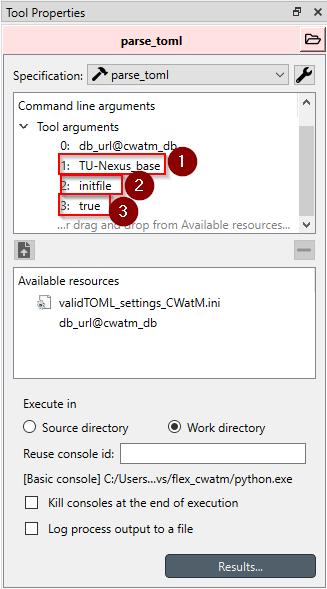 Tool Properties
parse_toml
Specification: parse_toml
Command line arguments
Tool arguments
0: db_url@cwatm_db
1: TU-Nexus_base 1
2: initfile 2
3: true 3
...r drag and drop from Available resources...
Available resources
validTOML_settings_CWatM.ini
db_url@cwatm_db
Execute in
Source directory Work directory
Reuse console id:
[Basic console] C:/Users...vs/flex_cwatm/python.exe
Kill consoles at the end of execution
Log process output to a file
Results...